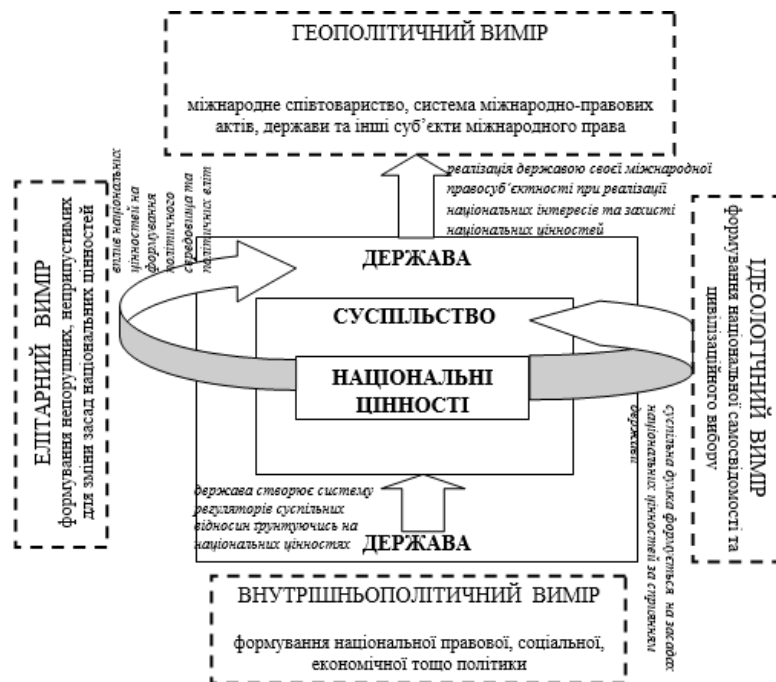 ГЕОПОЛІТИЧНИЙ ВИМІР
міжнародне співтовариство, система міжнародно-правових
актів, держави та інші суб’єкти міжнародного права
вплив національних
цінностей на
формування
політичного
середовища та
політичних еліт
реалізація державою своєї міжнародної
правосуб’єктності при реалізації
національних інтересів та захисті
національних цінностей
ЕЛІТАРНИЙ ВИМІР
формування непорушних, неприпустимих
для зміни засад національних цінностей
ДЕРЖАВА
СУСПІЛЬСТВО
НАЦІОНАЛЬНІ
ЦІННОСТІ
ІДЕОЛОГІЧНИЙ ВИМІР
формування національної самосвідомості та
цивілізаційного вибору
суспільна думка формується на засадах
національних цінностей за сприянням
держави
держава створює систему
регуляторів суспільних
відносин ґрунтуючись на
національних цінностях
ДЕРЖАВА
ВНУТРІШНЬОПОЛІТИЧНИЙ ВИМІР
формування національної правової, соціальної,
економічної тощо політики